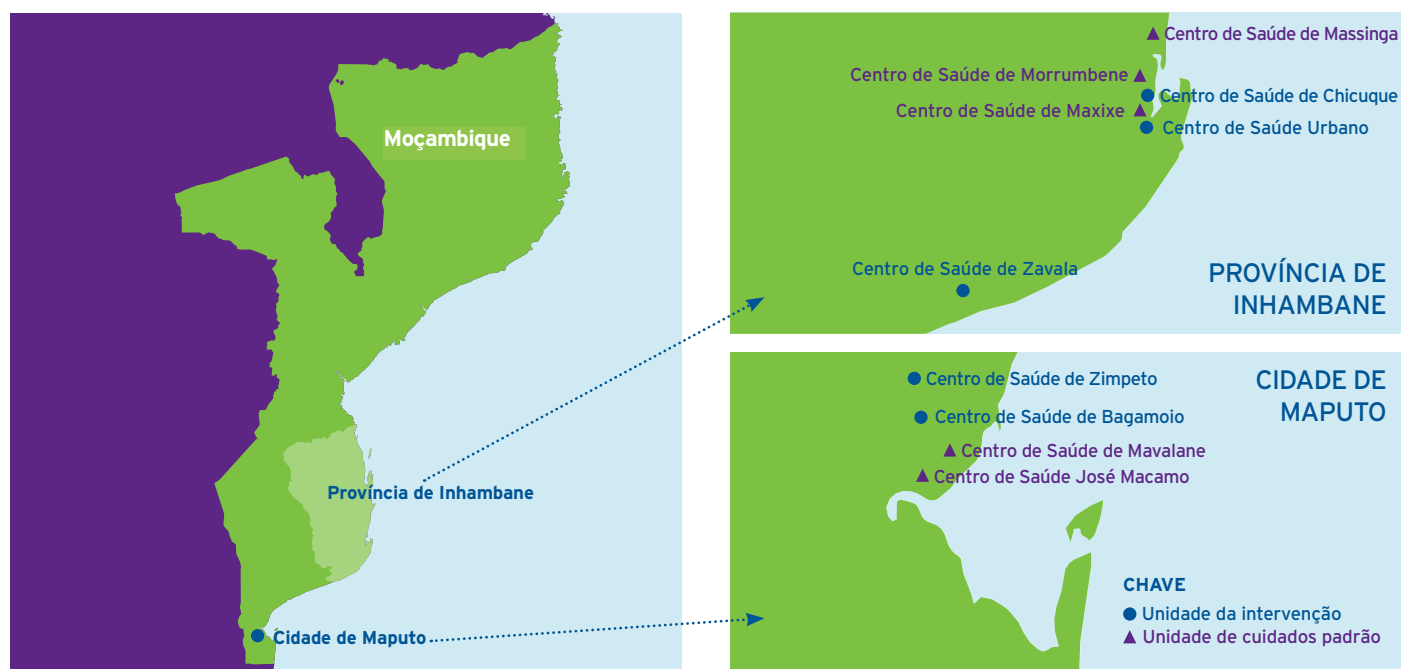 Moçambique
Província de Inhambane
Cidade de Maputo
Centro de Saúde de Massinga
Centro de Saúde de Morrumbene
Centro de Saúde de Chicuque
Centro de Saúde de Maxixe
Centro de Saúde Urbano
Centro de Saúde de Zavala
PROVÍNCIA DE
INHAMBANE
Centro de Saúde de Zimpeto
CIDADE DE
MAPUTO
Centro de Saúde de Bagamoio
Centro de Saúde de Mavalane
Centro de Saúde José Macamo
CHAVE
Unidade da intervenção
Unidade de cuidados padrão